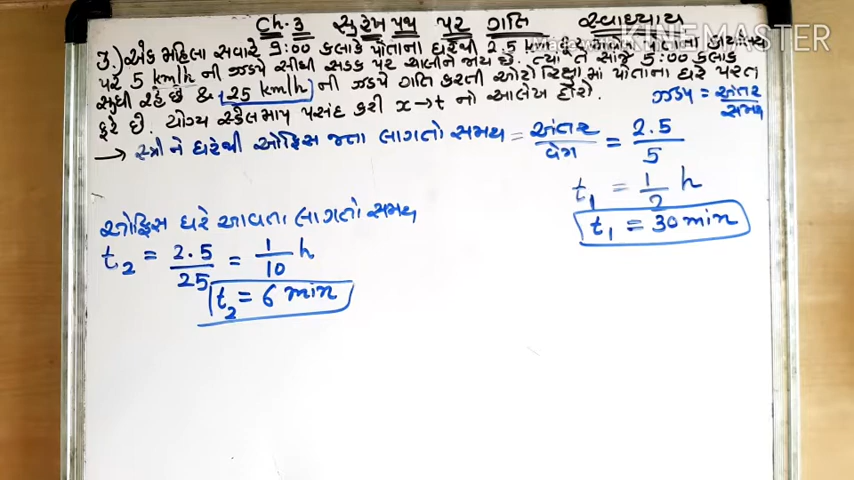 Ch.3 સુરેખ પથ પર ગતિ સ્વાધ્યાય
3.) એક મહિલા સવારે 9:00 કલાકે પોતાના ઘરેથી 2.5 km દૂર
પર 5 km/h ની ઝડપે સીધી સડક પર ચાલીને જાય છે. ત્યાં તે સાંજે 5:00 કલાક
સુધી રહે છે & 25 km/h ની ઝડપે ગતિ કરતી ઓટો રિક્ષામાં પોતાના ઘરે પરત
ફરે છે. યોગ્ય સ્કેલમાપ પસંદ કરી x→t નો આલેખ દોરો.
ઝડપ = અંતર / સમય
→ સ્ત્રી ને ઘરેથી ઓફિસ જતા લાગતો સમય = અંતર / વેગ = 2.5 / 5
t₁ = 1/2 h
t₁ = 30 min
ઓફિસ ઘરે આવતા લાગતો સમય
t₂ = 2.5 / 25 = 1/10 h
t₂ = 6 min
KINEMASTER